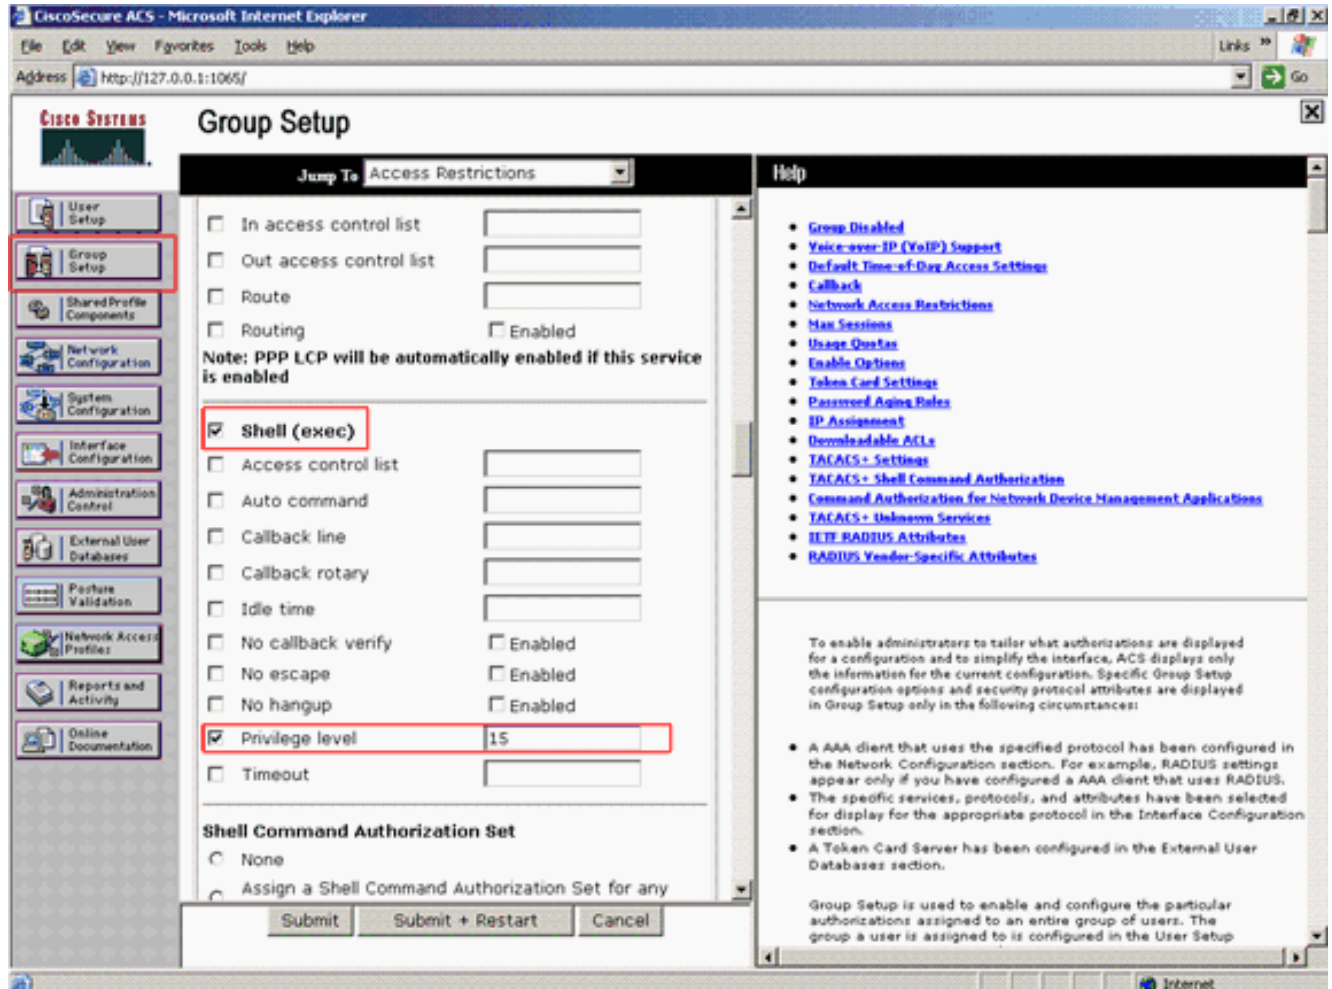 CiscoSecure ACS - Microsoft Internet Explorer
File Edit View Favorites Tools Help
Links »
Address http://127.0.0.1:1065/
Go
Cisco Systems
Group Setup
Jump To Access Restrictions
User
Setup
Group
Setup
Shared Profile
Components
Network
Configuration
System
Configuration
Interface
Configuration
Administration
Control
External User
Databases
Posture
Validation
Network Access
Profiles
Reports and
Activity
Online
Documentation
In access control list
Out access control list
Route
Routing Enabled
Note: PPP LCP will be automatically enabled if this service
is enabled
Shell (exec)
Access control list
Auto command
Callback line
Callback rotary
Idle time
No callback verify Enabled
No escape Enabled
No hangup Enabled
Privilege level 15
Timeout
Shell Command Authorization Set
None
Assign a Shell Command Authorization Set for any
Submit Submit + Restart Cancel
Help
Group Disabled
Voice-over-IP (VoIP) Support
Default Time-of-Day Access Settings
Callback
Network Access Restrictions
Max Sessions
Usage Quotas
Enable Options
Token Card Settings
Password Aging Rules
IP Assignment
Downloadable ACLs
TACACS+ Settings
TACACS+ Shell Command Authorization
Command Authorization for Network Device Management Applications
TACACS+ Unknown Services
IETF RADIUS Attributes
RADIUS Vendor-Specific Attributes
To enable administrators to tailor what authorizations are displayed
for a configuration and to simplify the interface, ACS displays only
the information for the current configuration. Specific Group Setup
configuration options and security protocol attributes are displayed
in Group Setup only in the following circumstances:
A AAA client that uses the specified protocol has been configured in
the Network Configuration section. For example, RADIUS settings
appear only if you have configured a AAA client that uses RADIUS.
The specific services, protocols, and attributes have been selected
for display for the appropriate protocol in the Interface Configuration
section.
A Token Card Server has been configured in the External User
Databases section.
Group Setup is used to enable and configure the particular
authorizations assigned to an entire group of users. The
group a user is assigned to is configured in the User Setup
Internet